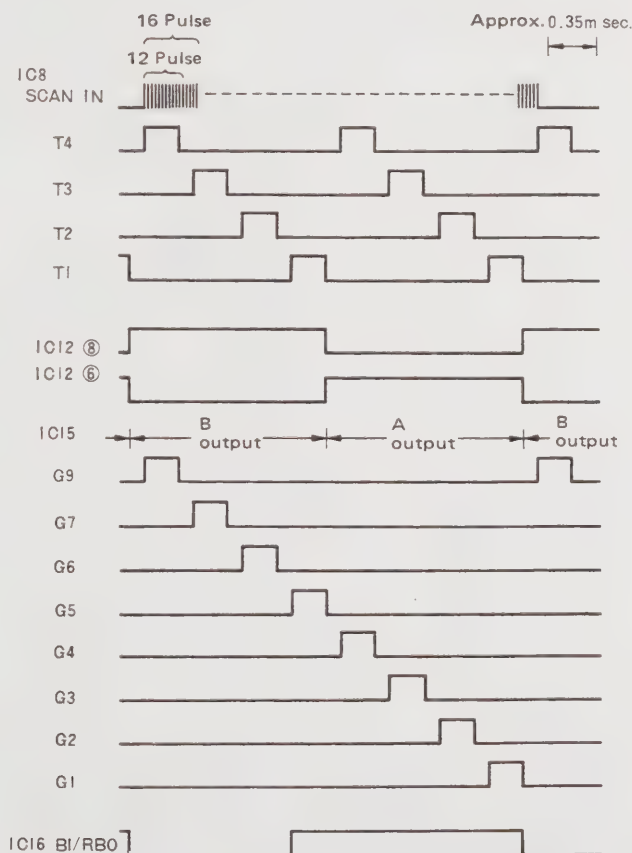 16 Pulse
Approx. 0.35m sec.
12 Pulse
IC8
SCAN IN
T4
T3
T2
T1
IC12 ⑧
IC12 ⑥
IC15
B output
A output
B output
G9
G7
G6
G5
G4
G3
G2
G1
IC16 BI/RBO